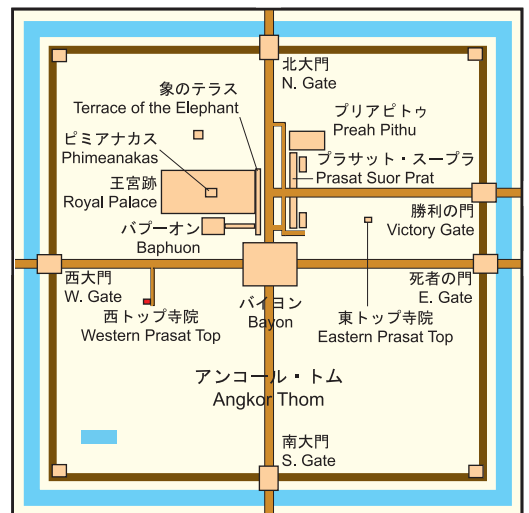 北大門
N. Gate
象のテラス
Terrace of the Elephant
プリアピトゥ
Preah Pithu
ピミアナカス
Phimeanakas
プラサット・スープラ
Prasat Suor Prat
王宮跡
Royal Palace
勝利の門
Victory Gate
バプーオン
Baphuon
西大門
W. Gate
死者の門
E. Gate
バイヨン
Bayon
西トップ寺院
Western Prasat Top
東トップ寺院
Eastern Prasat Top
アンコール・トム
Angkor Thom
南大門
S. Gate